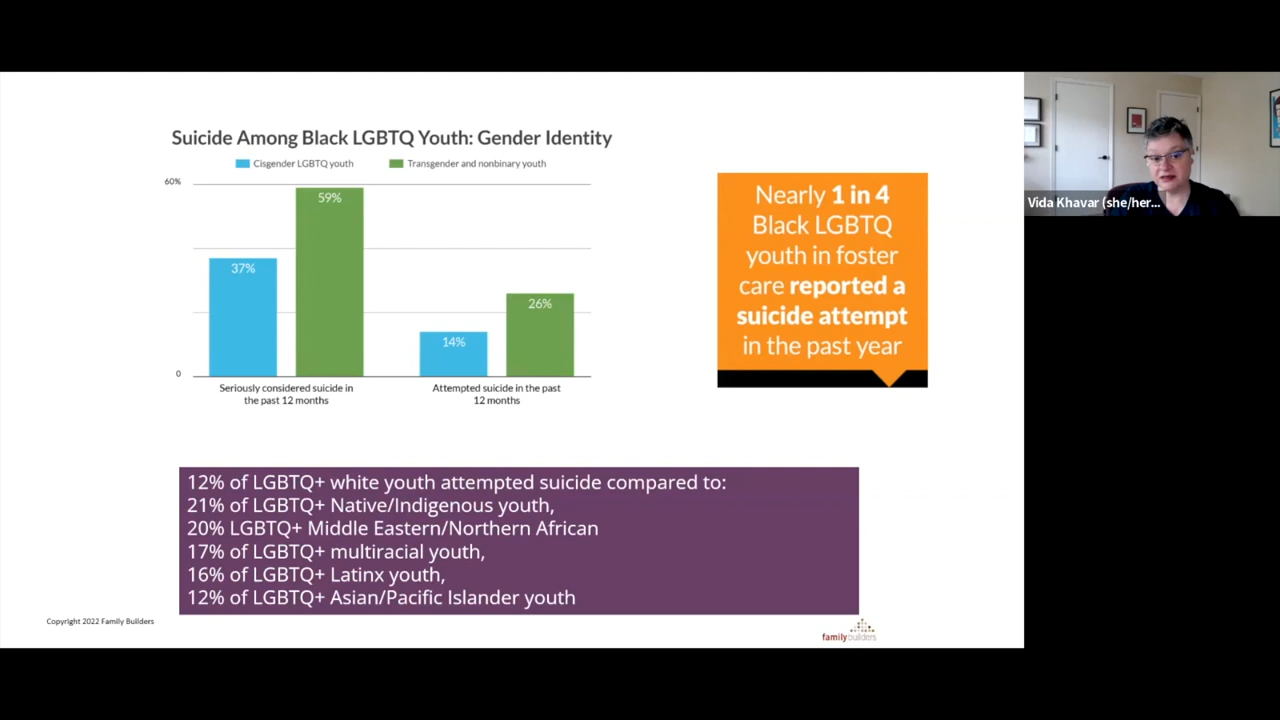 Suicide Among Black LGBTQ Youth: Gender Identity
Cisgender LGBTQ youth
Transgender and nonbinary youth
60%
59%
37%
26%
14%
0
Seriously considered suicide in
the past 12 months
Attempted suicide in the past
12 months
Nearly 1 in 4
Black LGBTQ
youth in foster
care reported a
suicide attempt
in the past year
Vida Khavar (she/her...
12% of LGBTQ+ white youth attempted suicide compared to:
21% of LGBTQ+ Native/Indigenous youth,
20% LGBTQ+ Middle Eastern/Northern African
17% of LGBTQ+ multiracial youth,
16% of LGBTQ+ Latinx youth,
12% of LGBTQ+ Asian/Pacific Islander youth
Copyright 2022 Family Builders
familybuilders